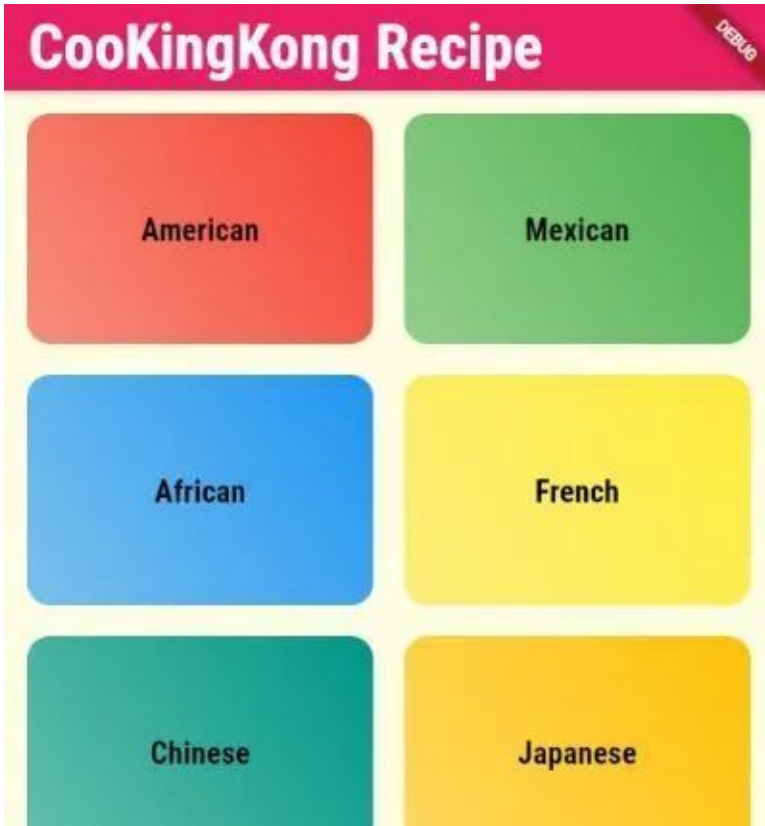 CooKingKong Recipe
DEBUG
American
Mexican
African
French
Chinese
Japanese